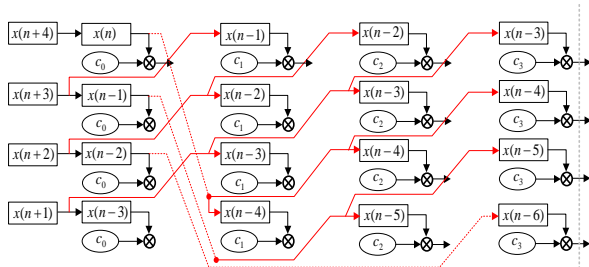 x(n+4) x(n) x(n−1) x(n−2) x(n−3)
c0 c1 c2 c3
x(n+3) x(n−1) x(n−2) x(n−3) x(n−4)
c0 c1 c2 c3
x(n+2) x(n−2) x(n−3) x(n−4) x(n−5)
c0 c1 c2 c3
x(n+1) x(n−3) x(n−4) x(n−5) x(n−6)
c0 c1 c2 c3